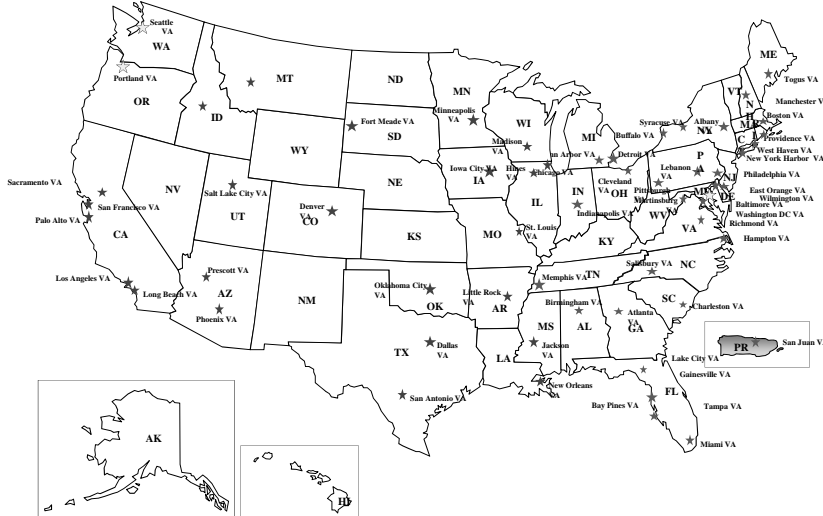 Seattle
VA
WA
Portland VA
OR
MT
ID
WY
ND
SD
Fort Meade VA
MN
Minneapolis
VA
WI
Madison
VA
MI
Ann Arbor VA
Detroit VA
ME
Togus VA
VT
N
H
Manchester V
Boston VA
MA
Providence VA
West Haven VA
New York Harbor VA
C
Syracuse VA
Albany
VA
NY
Buffalo VA
P
Lebanon
VA
Philadelphia VA
NJ
East Orange VA
Wilmington VA
DE
Baltimore VA
Washington DC VA
Richmond VA
Hampton VA
Pittsburgh
VA
Martinsburg
VA
WV
VA
Cleveland
VA
OH
IN
Indianapolis VA
IL
Hines
VA
Chicago VA
Iowa City VA
IA
NE
Sacramento VA
San Francisco VA
Palo Alto VA
CA
NV
Salt Lake City VA
UT
Denver
VA
CO
KS
MO
St. Louis
VA
KY
Los Angeles VA
Long Beach VA
Prescott VA
AZ
Phoenix VA
NM
Oklahoma City
VA
OK
Little Rock
VA
AR
Memphis VA
TN
Salisbury VA
NC
SC
Charleston VA
Birmingham VA
AL
Atlanta
VA
GA
MS
Jackson
VA
LA
New Orleans
VA
TX
Dallas
VA
San Antonio VA
PR
San Juan V
Lake City VA
Gainesville VA
FL
Bay Pines VA
Tampa VA
Miami VA
AK
HI